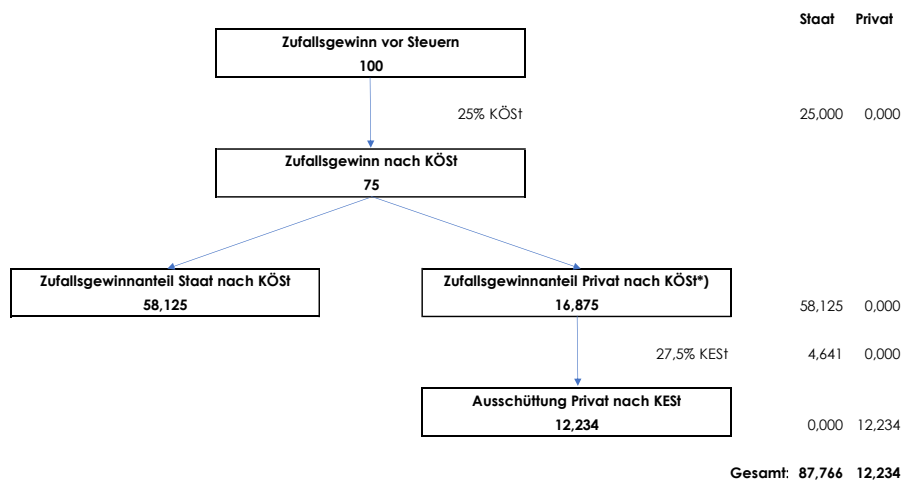 Staat Privat
Zufallsgewinn vor Steuern
100
25% KÖSt 25,000 0,000
Zufallsgewinn nach KÖSt
75
Zufallsgewinnanteil Staat nach KÖSt Zufallsgewinnanteil Privat nach KÖSt*)
58,125 16,875 58,125 0,000
27,5% KESt 4,641 0,000
Ausschüttung Privat nach KESt
12,234 0,000 12,234
Gesamt: 87,766 12,234